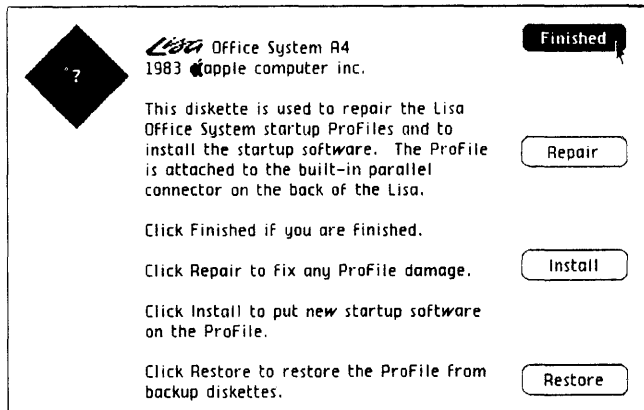 ?
Lisa Office System A4
1983 apple computer inc.
Finished
This diskette is used to repair the Lisa
Office System startup ProFiles and to
install the startup software. The ProFile
is attached to the built-in parallel
connector on the back of the Lisa.
Repair
Click Finished if you are finished.
Click Repair to fix any ProFile damage.
Install
Click Install to put new startup software
on the ProFile.
Click Restore to restore the ProFile from
backup diskettes.
Restore